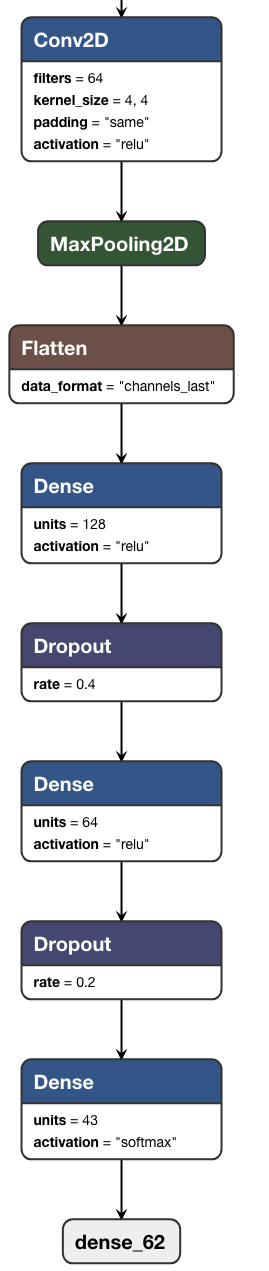 Conv2D
filters = 64
kernel_size = 4, 4
padding = "same"
activation = "relu"
MaxPooling2D
Flatten
data_format = "channels_last"
Dense
units = 128
activation = "relu"
Dropout
rate = 0.4
Dense
units = 64
activation = "relu"
Dropout
rate = 0.2
Dense
units = 43
activation = "softmax"
dense_62